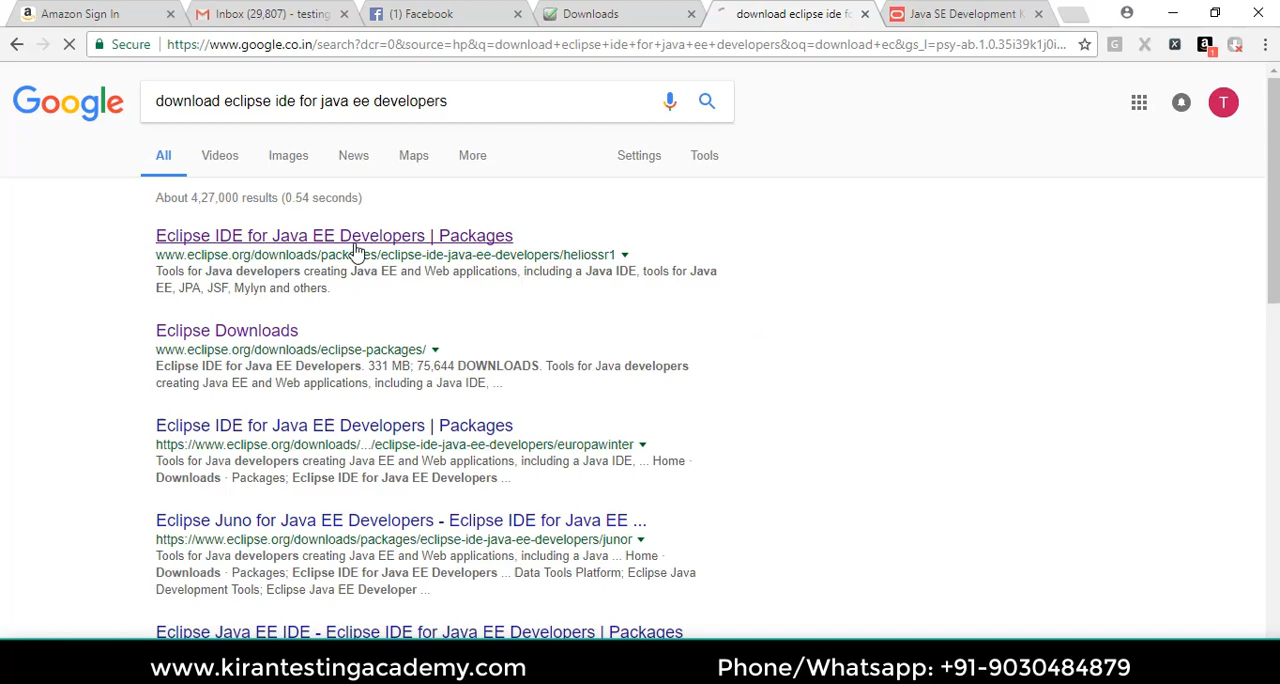 Amazon Sign In
Inbox (29,807) - testing
(1) Facebook
Downloads
download eclipse ide fo
Java SE Development K
Secure
https://www.google.co.in/search?dcr=0&source=hp&q=download+eclipse+ide+for+java+ee+developers&oq=download+ec&gs_l=psy-ab.1.0.35i39k1j0i...
Google
download eclipse ide for java ee developers
T
All Videos Images News Maps More Settings Tools
About 4,27,000 results (0.54 seconds)
Eclipse IDE for Java EE Developers | Packages
www.eclipse.org/downloads/packages/eclipse-ide-java-ee-developers/heliossr1
Tools for Java developers creating Java EE and Web applications, including a Java IDE, tools for Java
EE, JPA, JSF, Mylyn and others.
Eclipse Downloads
www.eclipse.org/downloads/eclipse-packages/
Eclipse IDE for Java EE Developers. 331 MB; 75,644 DOWNLOADS. Tools for Java developers
creating Java EE and Web applications, including a Java IDE, ...
Eclipse IDE for Java EE Developers | Packages
https://www.eclipse.org/downloads/.../eclipse-ide-java-ee-developers/europawinter
Tools for Java developers creating Java EE and Web applications, including a Java IDE, ... Home ·
Downloads · Packages; Eclipse IDE for Java EE Developers ...
Eclipse Juno for Java EE Developers - Eclipse IDE for Java EE ...
https://www.eclipse.org/downloads/packages/eclipse-ide-java-ee-developers/junor
Tools for Java developers creating Java EE and Web applications, including a Java ... Home ·
Downloads · Packages; Eclipse IDE for Java EE Developers ... Data Tools Platform; Eclipse Java
Development Tools; Eclipse Java EE Developer ...
Eclipse Java EE IDE - Eclipse IDE for Java EE Developers | Packages
www.kirantestingacademy.com
Phone/Whatsapp: +91-9030484879